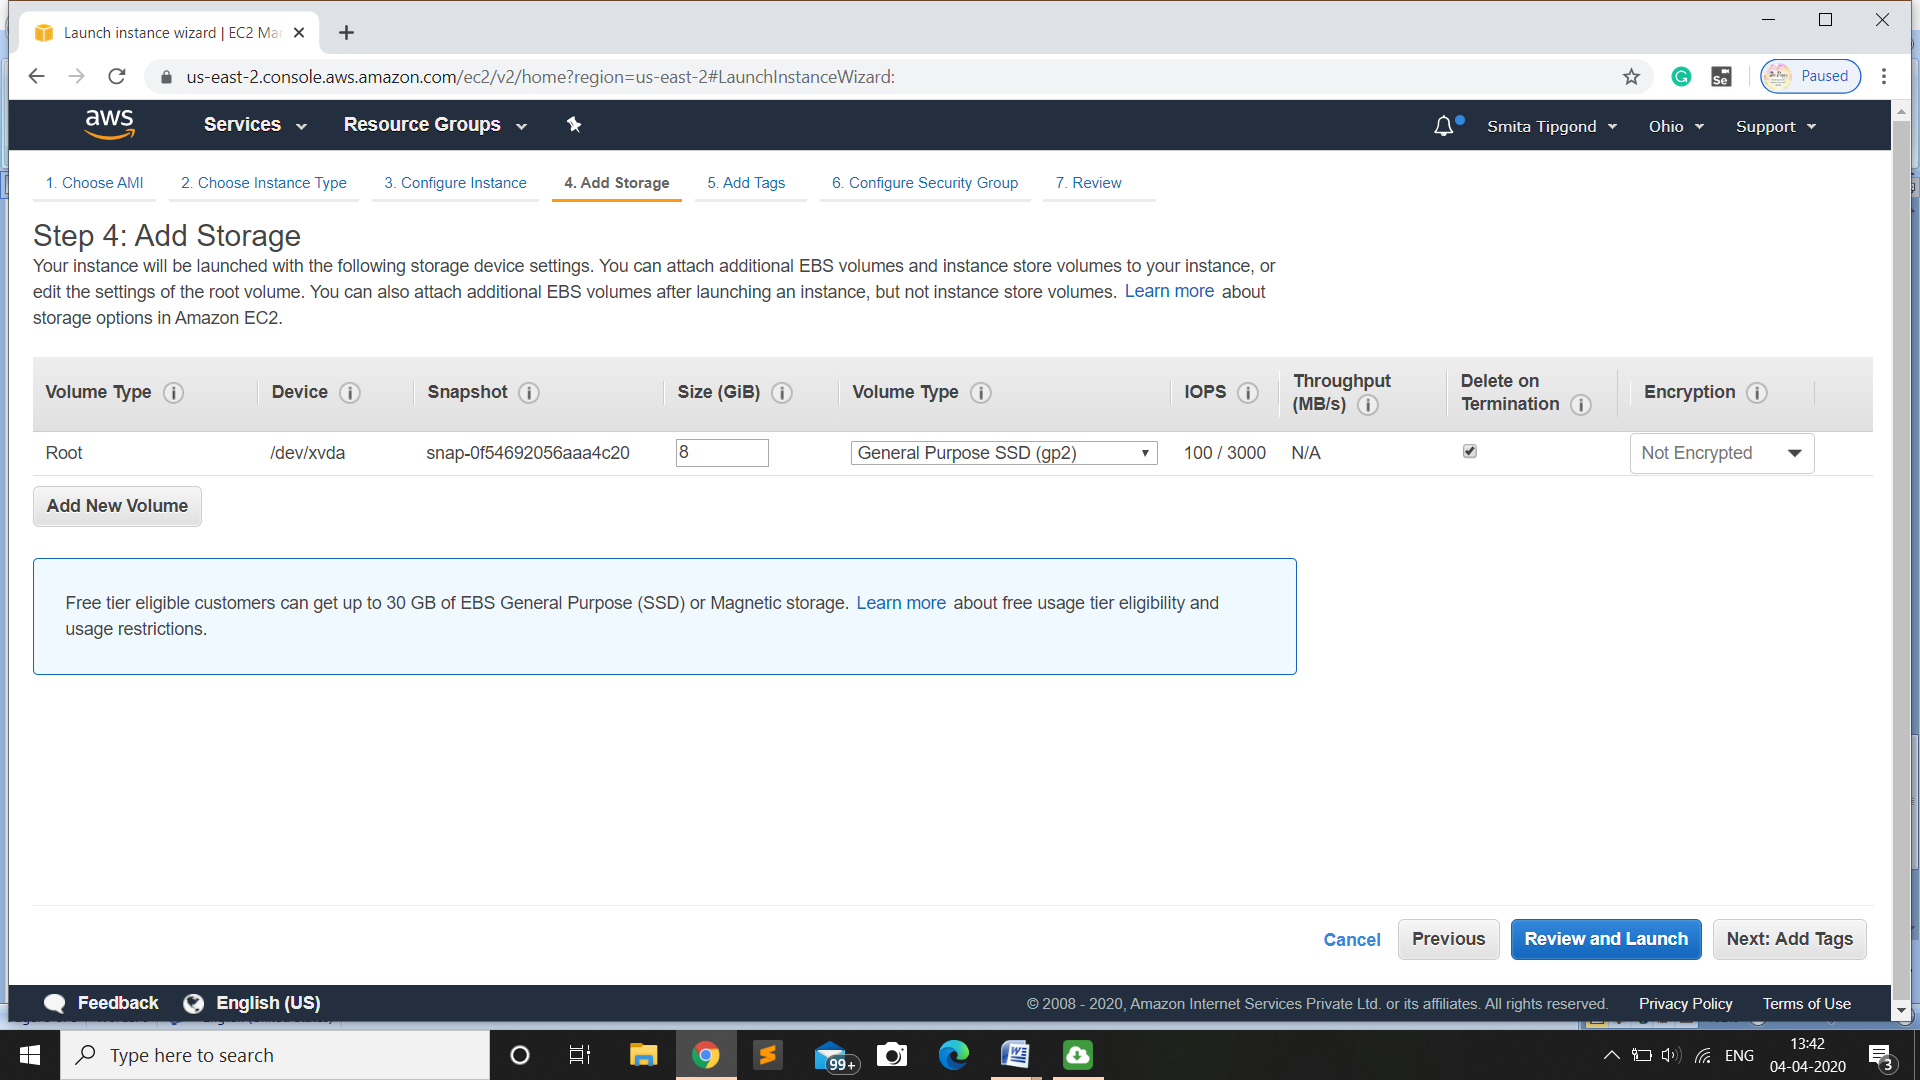 Launch instance wizard | EC2 Ma
us-east-2.console.aws.amazon.com/ec2/v2/home?region=us-east-2#LaunchInstanceWizard:
Se
Paused
aws
Services
Resource Groups
Smita Tipgond
Ohio
Support
1. Choose AMI
2. Choose Instance Type
3. Configure Instance
4. Add Storage
5. Add Tags
6. Configure Security Group
7. Review
Step 4: Add Storage
Your instance will be launched with the following storage device settings. You can attach additional EBS volumes and instance store volumes to your instance, or
edit the settings of the root volume. You can also attach additional EBS volumes after launching an instance, but not instance store volumes. Learn more about
storage options in Amazon EC2.
Volume Type
Device
Snapshot
Size (GiB)
Volume Type
IOPS
Throughput
(MB/s)
Delete on
Termination
Encryption
Root
/dev/xvda
snap-0f54692056aaa4c20
8
General Purpose SSD (gp2)
100 / 3000
N/A
Not Encrypted
Add New Volume
Free tier eligible customers can get up to 30 GB of EBS General Purpose (SSD) or Magnetic storage. Learn more about free usage tier eligibility and
usage restrictions.
Cancel
Previous
Review and Launch
Next: Add Tags
Feedback
English (US)
© 2008 - 2020, Amazon Internet Services Private Ltd. or its affiliates. All rights reserved.
Privacy Policy
Terms of Use
Type here to search
99+
ENG
13:42
04-04-2020
3